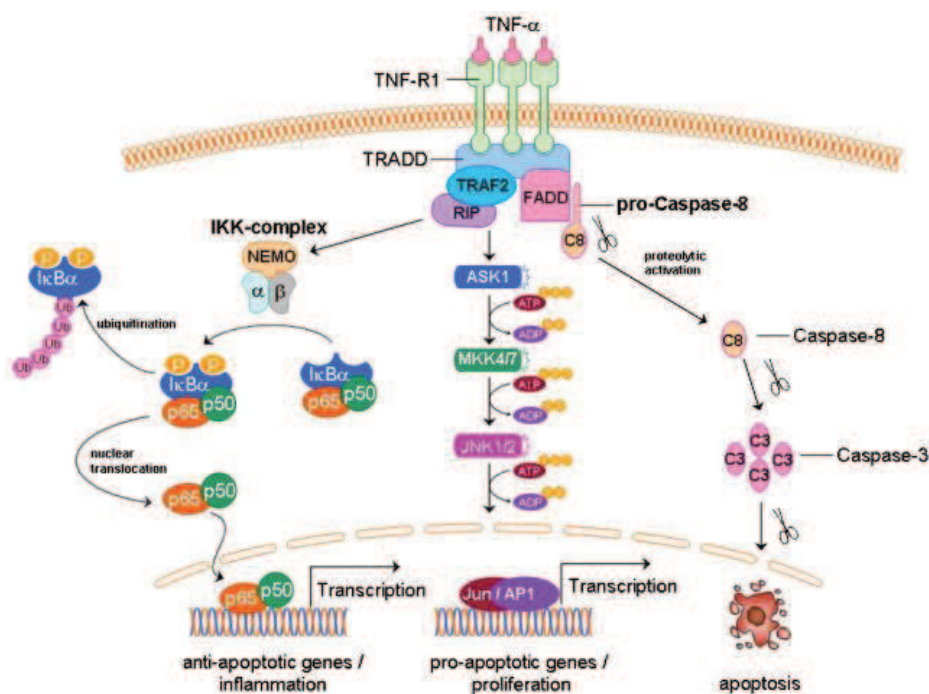 TNF-α
TNF-R1
TRADD
TRAF2
FADD
RIP
pro-Caspase-8
C8
IKK-complex
NEMO
α β
P P
IκBα
Ub
Ub
Ub
Ub
ubiquitination
P P
IκBα
p65 p50
IκBα
p65 p50
nuclear
translocation
p65 p50
ASK1
ATP
ADP
MKK4/7
ATP
ADP
JNK1/2
ATP
ADP
proteolytic
activation
C8
Caspase-8
C3
C3 C3
C3
Caspase-3
p65 p50
Transcription
Jun / AP1
Transcription
anti-apoptotic genes /
inflammation
pro-apoptotic genes /
proliferation
apoptosis